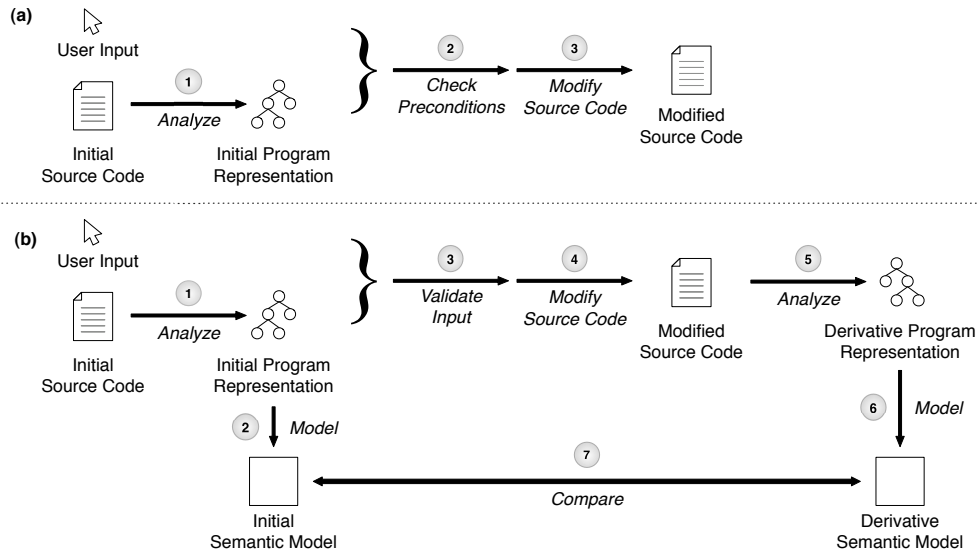 (a)
User Input
1
Analyze
Initial
Source Code
Initial Program
Representation
2
Check
Preconditions
3
Modify
Source Code
Modified
Source Code
(b)
User Input
1
Analyze
Initial
Source Code
Initial Program
Representation
3
Validate
Input
4
Modify
Source Code
Modified
Source Code
5
Analyze
Derivative Program
Representation
2
Model
6
Model
7
Compare
Initial
Semantic Model
Derivative
Semantic Model